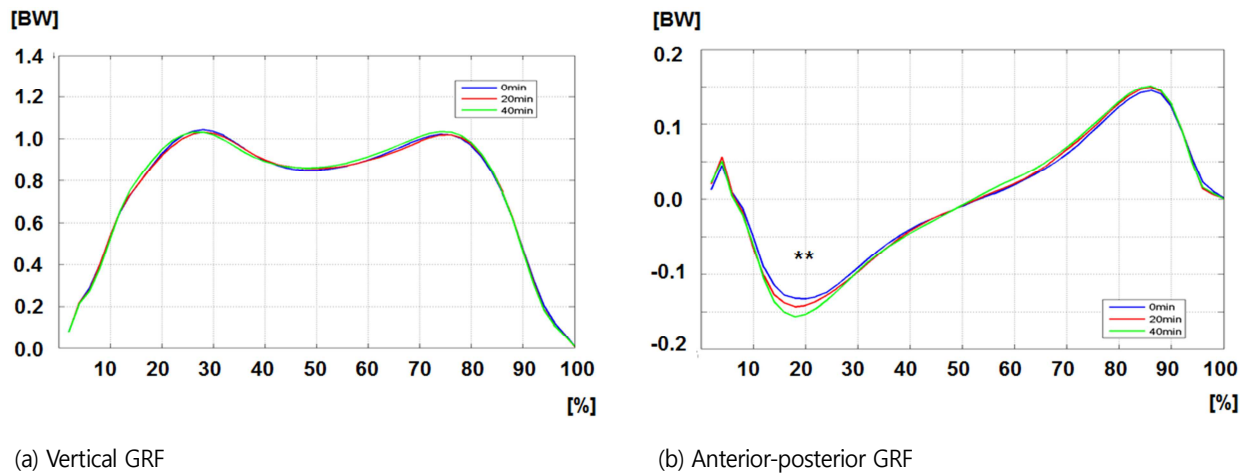 [BW]
1.4
1.2
1.0
0.8
0.6
0.4
0.2
0.0
0min
20min
40min
10 20 30 40 50 60 70 80 90 100
[%]
(a) Vertical GRF
[BW]
0.2
0.1
0.0
-0.1
-0.2
**
0min
20min
40min
10 20 30 40 50 60 70 80 90 100
[%]
(b) Anterior-posterior GRF